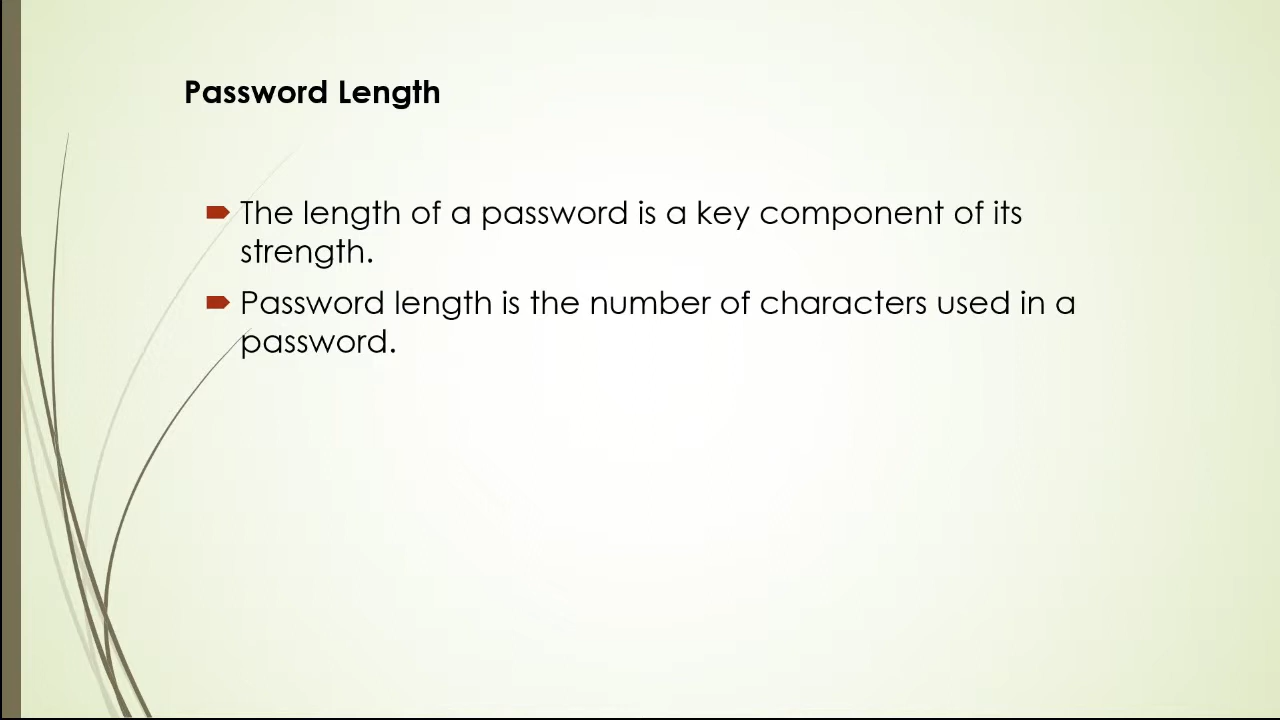 Password Length
The length of a password is a key component of its
strength.
Password length is the number of characters used in a
password.